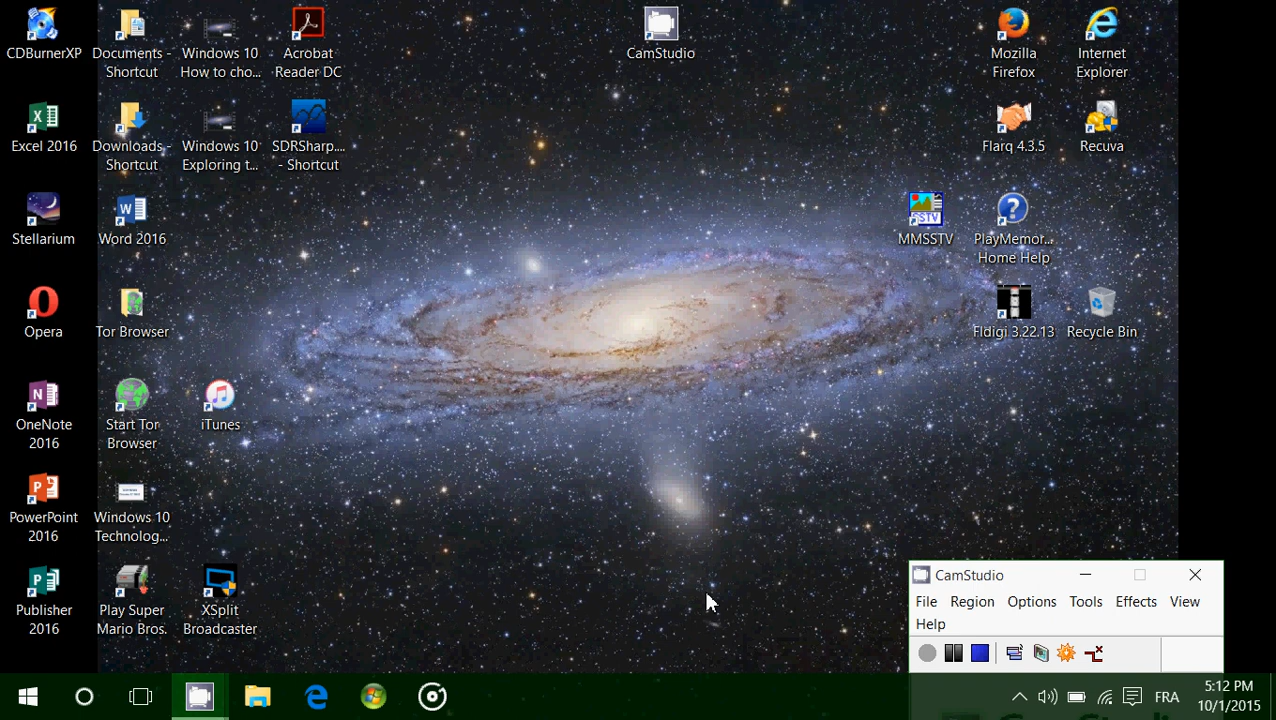 CDBurnerXP
Documents -
Shortcut
Windows 10
How to cho...
Acrobat
Reader DC
CamStudio
Mozilla
Firefox
Internet
Explorer
Excel 2016
Downloads -
Shortcut
Windows 10
Exploring t...
SDRSharp....
- Shortcut
Flarq 4.3.5
Recuva
Stellarium
Word 2016
SSTV
MMSSTV
PlayMemor...
Home Help
Opera
Tor Browser
Fldigi 3.22.13
Recycle Bin
OneNote
2016
Start Tor
Browser
iTunes
PowerPoint
2016
Windows 10
Technolog...
Publisher
2016
Play Super
Mario Bros.
XSplit
Broadcaster
CamStudio
File Region Options Tools Effects View
Help
FRA
5:12 PM
10/1/2015